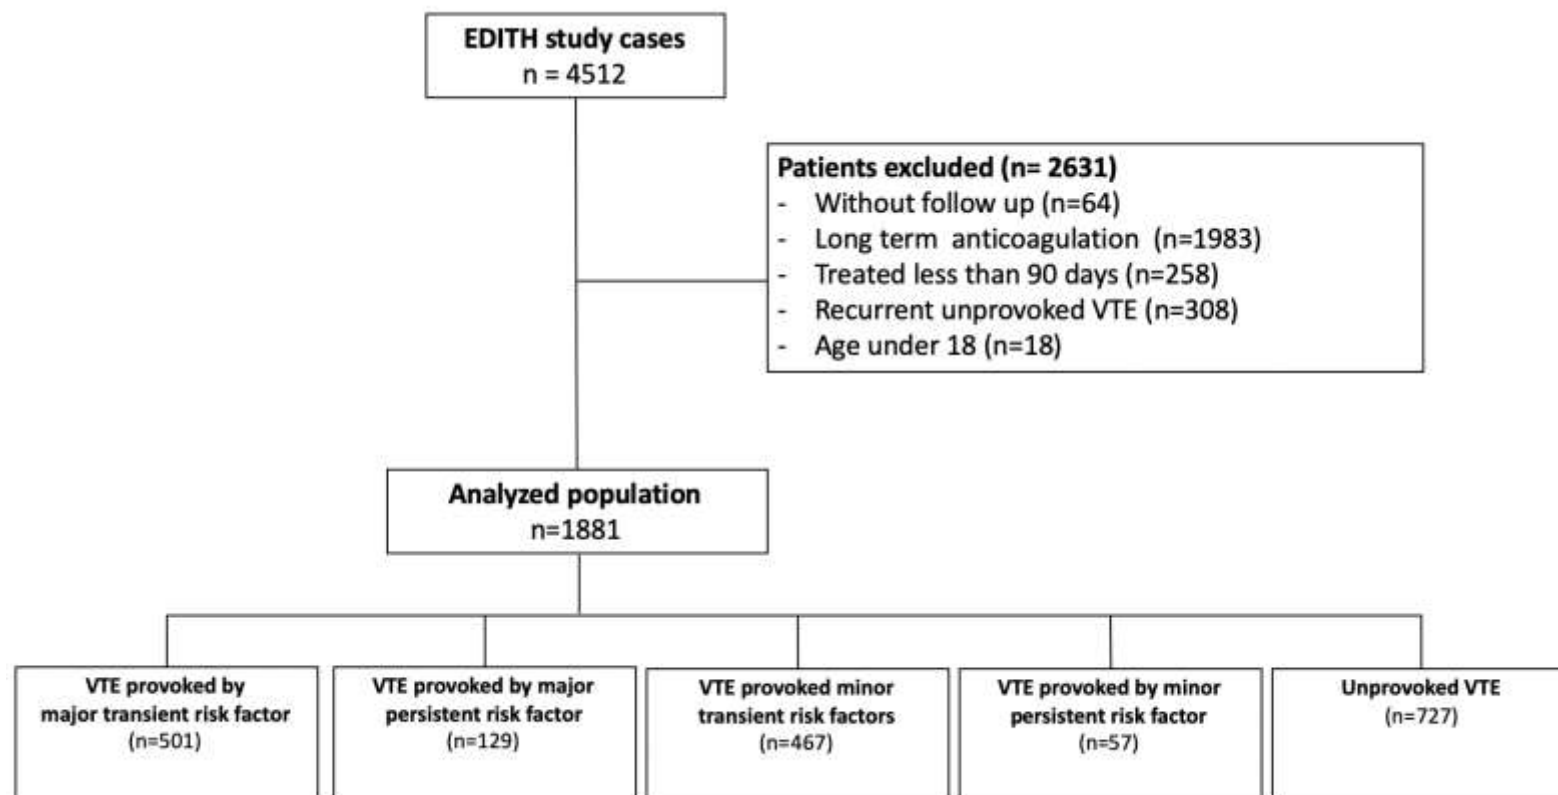 EDITH study cases
n = 4512
Patients excluded (n= 2631)
- Without follow up (n=64)
- Long term anticoagulation (n=1983)
- Treated less than 90 days (n=258)
- Recurrent unprovoked VTE (n=308)
- Age under 18 (n=18)
Analyzed population
n=1881
VTE provoked by
major transient risk factor
(n=501)
VTE provoked by major
persistent risk factor
(n=129)
VTE provoked minor
transient risk factors
(n=467)
VTE provoked by minor
persistent risk factor
(n=57)
Unprovoked VTE
(n=727)